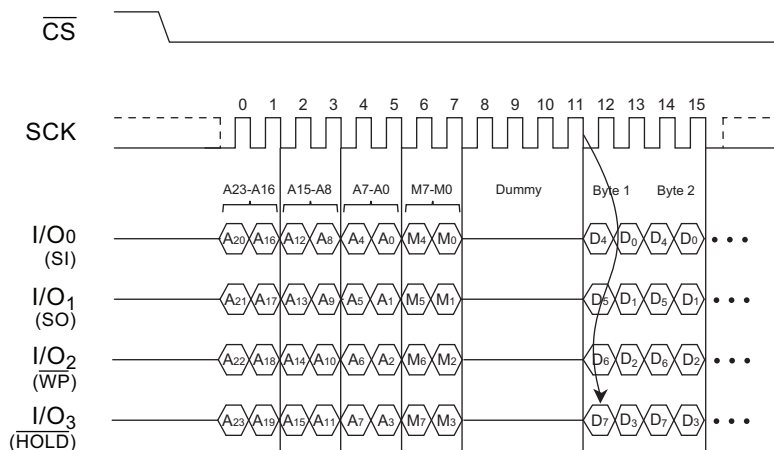 CS
0 1 2 3 4 5 6 7 8 9 10 11 12 13 14 15
SCK
A23-A16 A15-A8 A7-A0 M7-M0 Dummy Byte 1 Byte 2
I/O0 A20 A16 A12 A8 A4 A0 M4 M0 D4 D0 D4 D0
(SI)
I/O1 A21 A17 A13 A9 A5 A1 M5 M1 D5 D1 D5 D1
(SO)
I/O2 A22 A18 A14 A10 A6 A2 M6 M2 D6 D2 D6 D2
(WP)
I/O3 A23 A19 A15 A11 A7 A3 M7 M3 D7 D3 D7 D3
(HOLD)